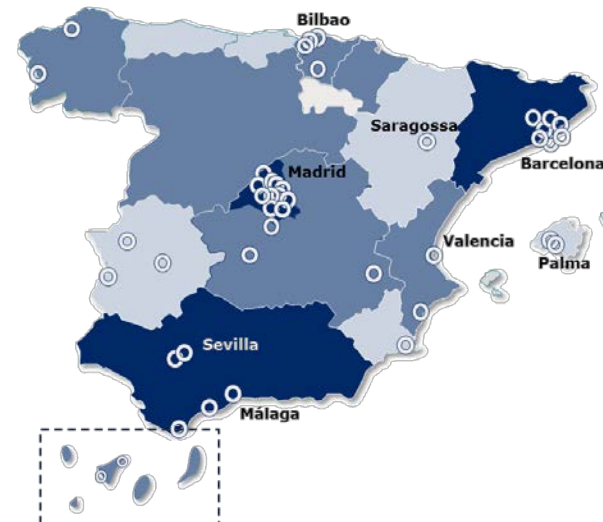 Bilbao
Saragossa
Barcelona
Madrid
Valencia
Palma
Sevilla
Málaga